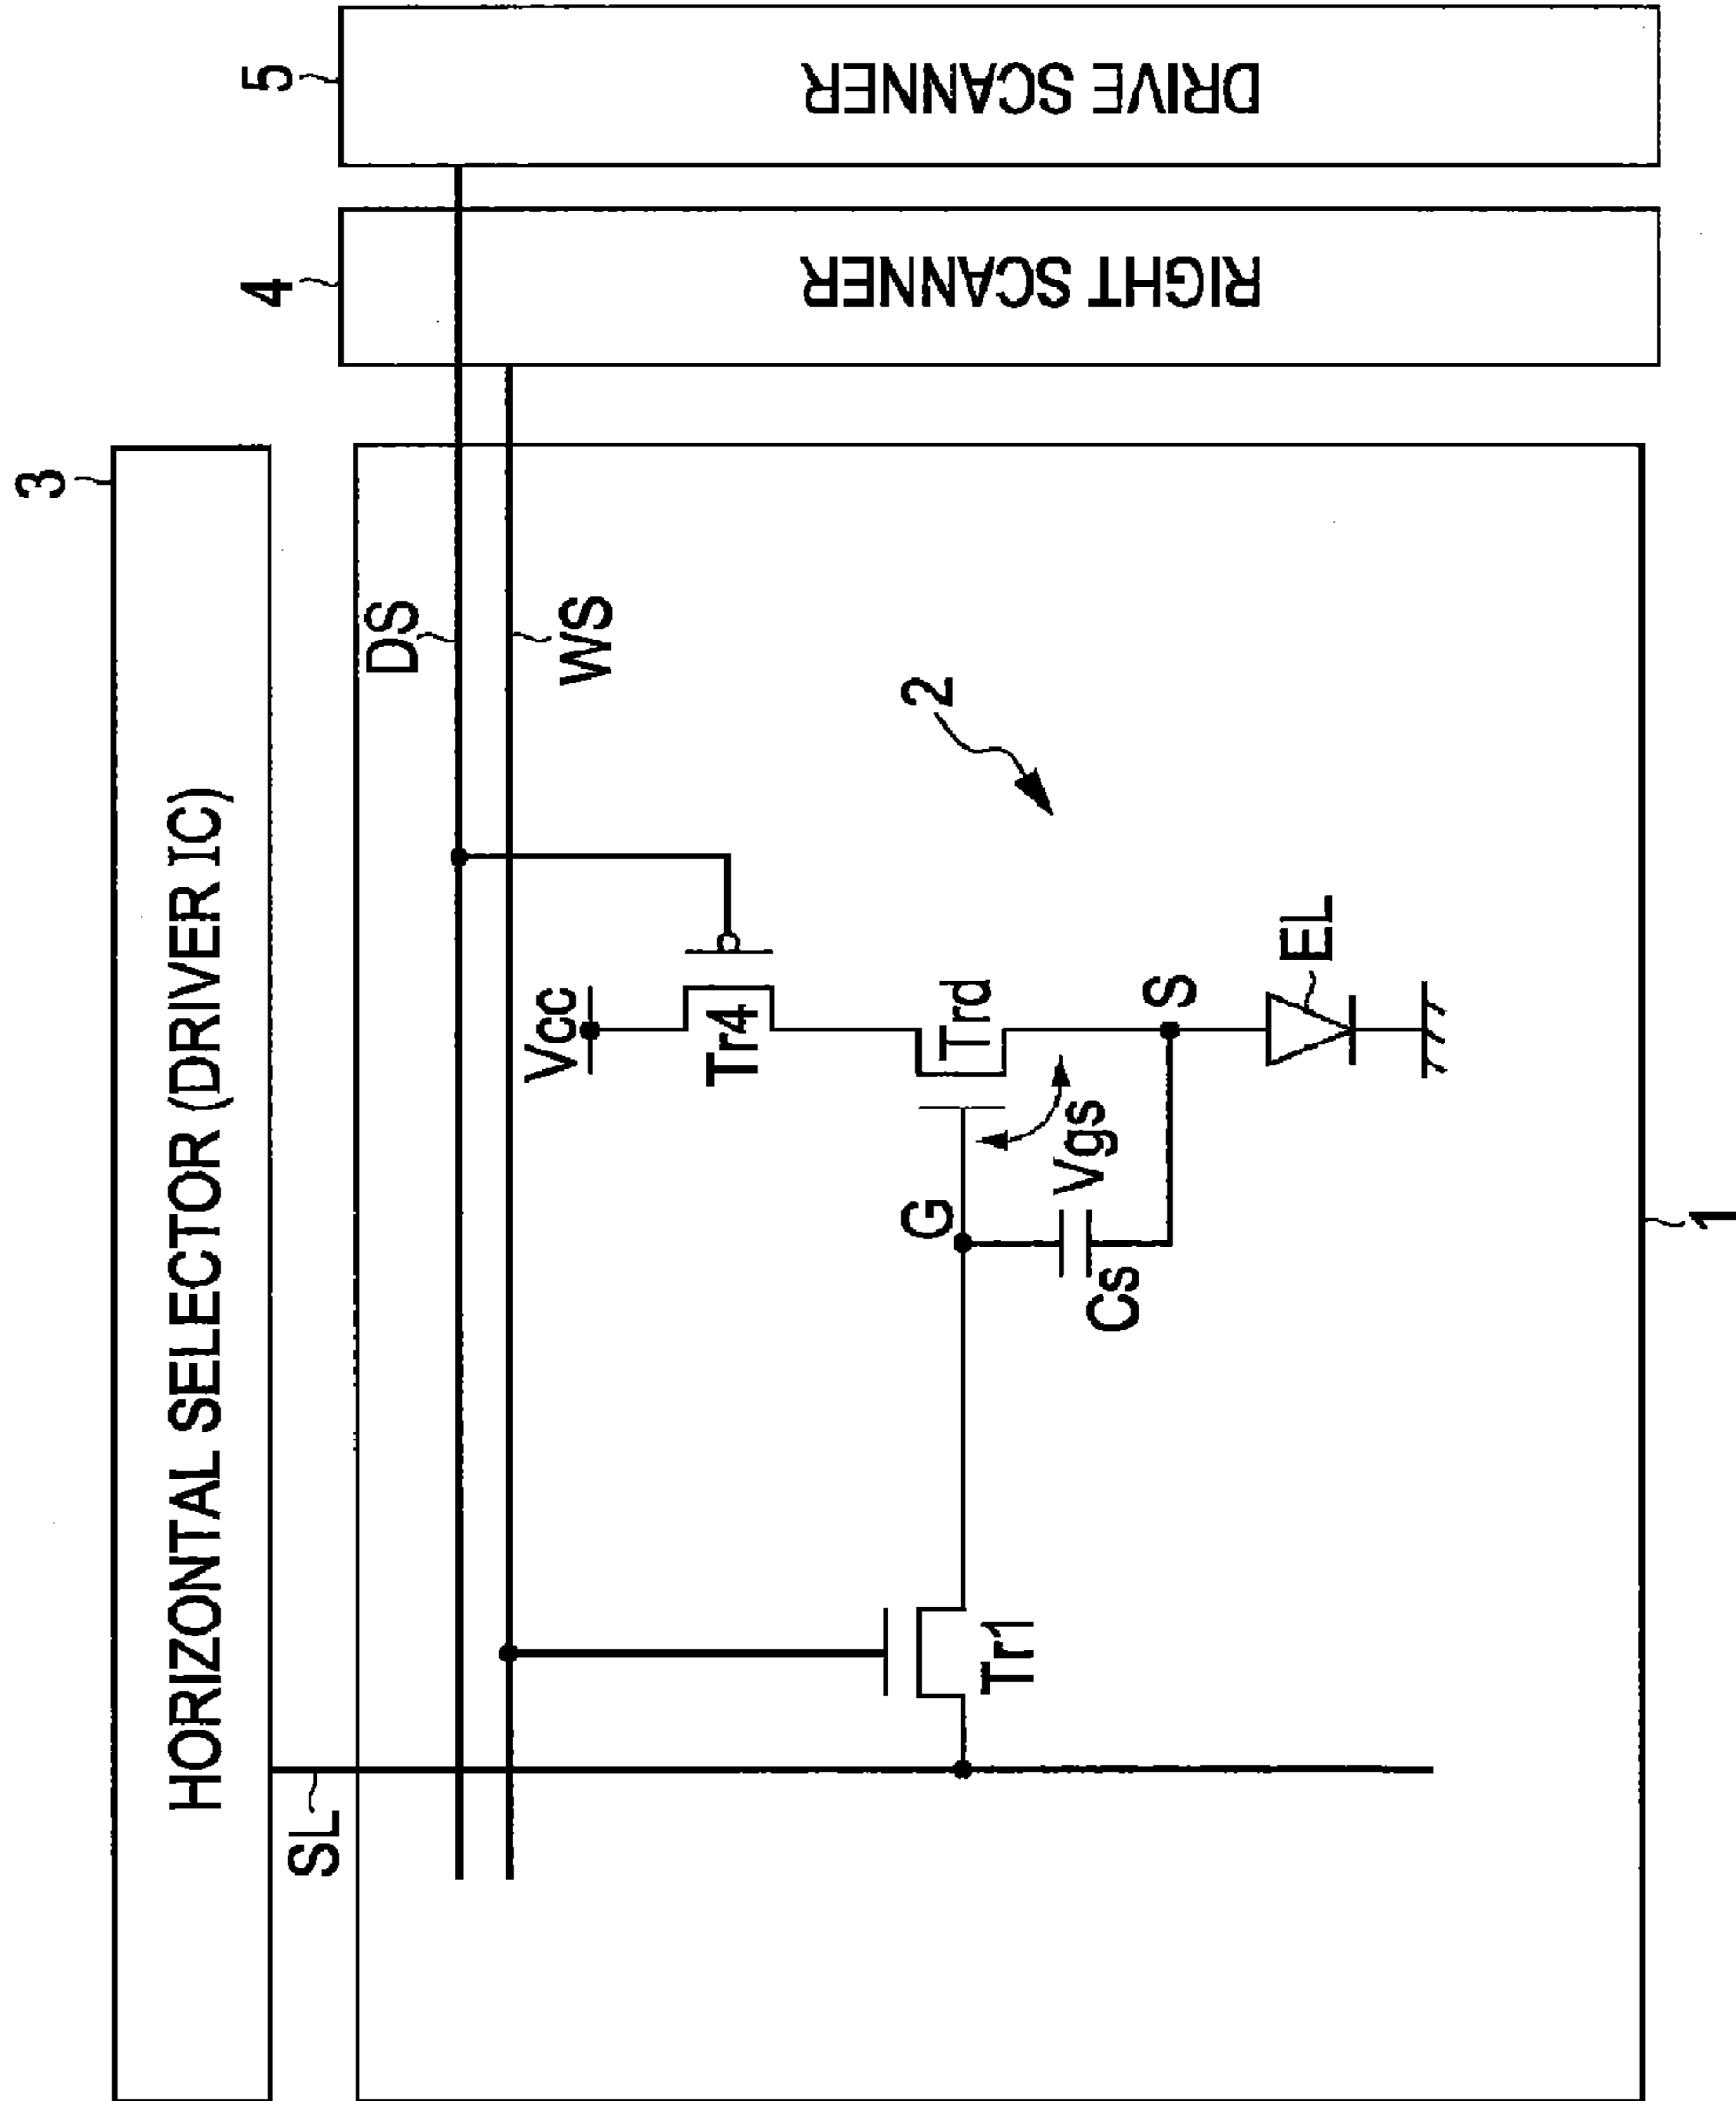 3
HORIZONTAL SELECTOR (DRIVER IC)
4
5
SL
DS
WS
RIGHT SCANNER
DRIVE SCANNER
Vcc
Tr4
2
G
Trd
Tr1
Vgs
Cs
S
EL
1